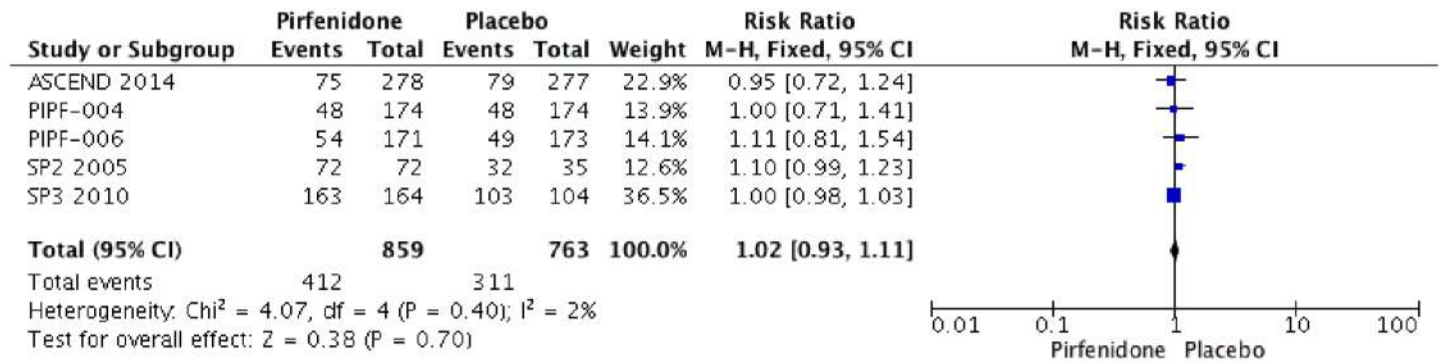 Pirfenidone Placebo Risk Ratio Risk Ratio
Study or Subgroup Events Total Events Total Weight M-H, Fixed, 95% CI M-H, Fixed, 95% CI
ASCEND 2014 75 278 79 277 22.9% 0.95 [0.72, 1.24]
PIPF-004 48 174 48 174 13.9% 1.00 [0.71, 1.41]
PIPF-006 54 171 49 173 14.1% 1.11 [0.81, 1.54]
SP2 2005 72 72 32 35 12.6% 1.10 [0.99, 1.23]
SP3 2010 163 164 103 104 36.5% 1.00 [0.98, 1.03]
Total (95% CI) 859 763 100.0% 1.02 [0.93, 1.11]
Total events 412 311
Heterogeneity: Chi² = 4.07, df = 4 (P = 0.40); I² = 2%
Test for overall effect: Z = 0.38 (P = 0.70)
0.01 0.1 1 10 100
Pirfenidone Placebo